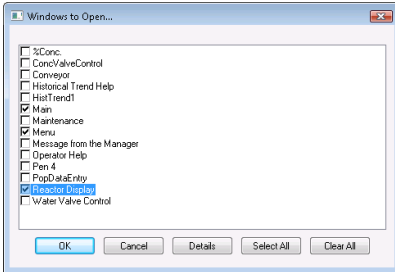 Windows to Open...
%Conc.
ConcValveControl
Conveyor
Historical Trend Help
HistTrend1
Main
Maintenance
Menu
Message from the Manager
Operator Help
Pen 4
PopDataEntry
Reactor Display
Water Valve Control
OK
Cancel
Details
Select All
Clear All